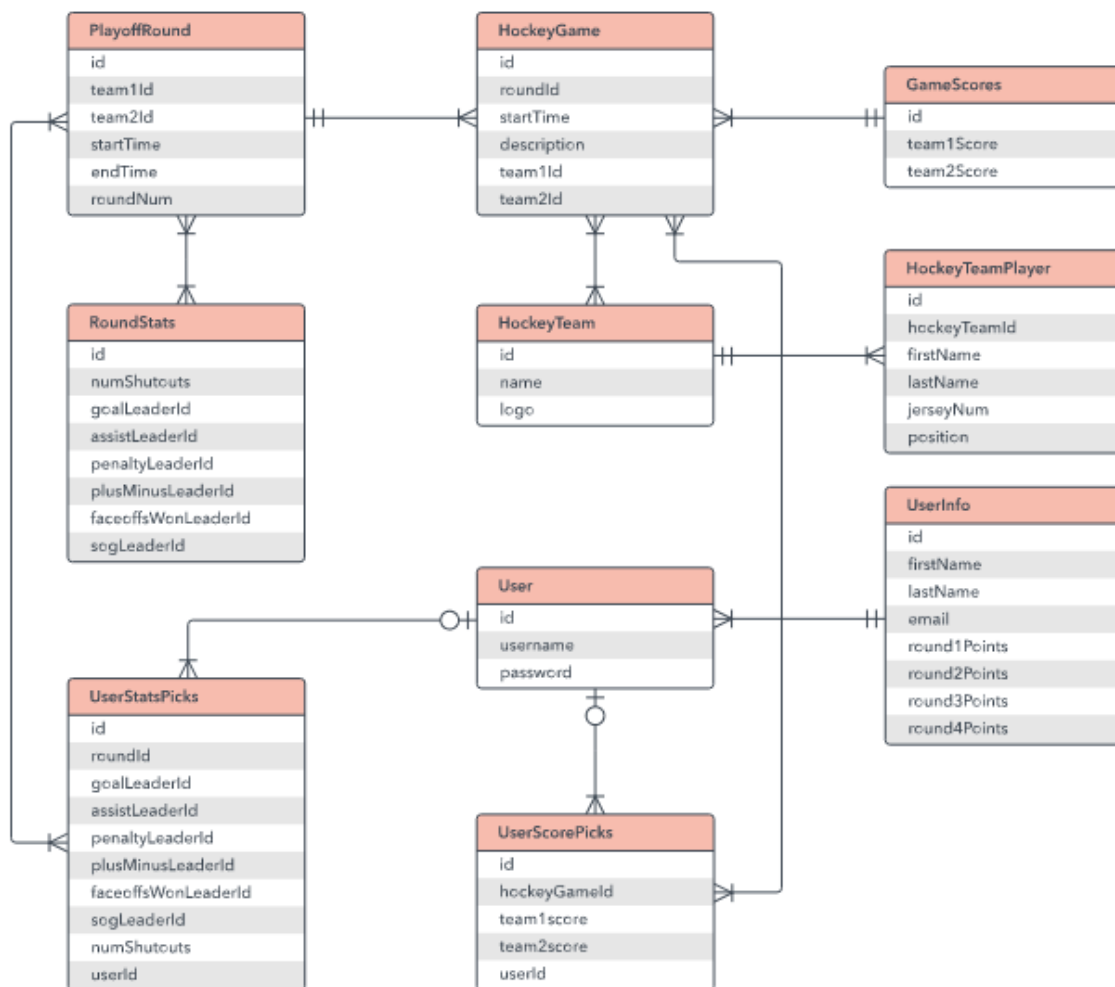 PlayoffRound
id
team1Id
team2Id
startTime
endTime
roundNum
HockeyGame
id
roundId
startTime
description
team1Id
team2Id
GameScores
id
team1Score
team2Score
HockeyTeamPlayer
id
hockeyTeamId
firstName
lastName
jerseyNum
position
RoundStats
id
numShutouts
goalLeaderId
assistLeaderId
penaltyLeaderId
plusMinusLeaderId
faceoffsWonLeaderId
sogLeaderId
HockeyTeam
id
name
logo
UserInfo
id
firstName
lastName
email
round1Points
round2Points
round3Points
round4Points
User
id
username
password
UserStatsPicks
id
roundId
goalLeaderId
assistLeaderId
penaltyLeaderId
plusMinusLeaderId
faceoffsWonLeaderId
sogLeaderId
numShutouts
userId
UserScorePicks
id
hockeyGameId
team1score
team2score
userId